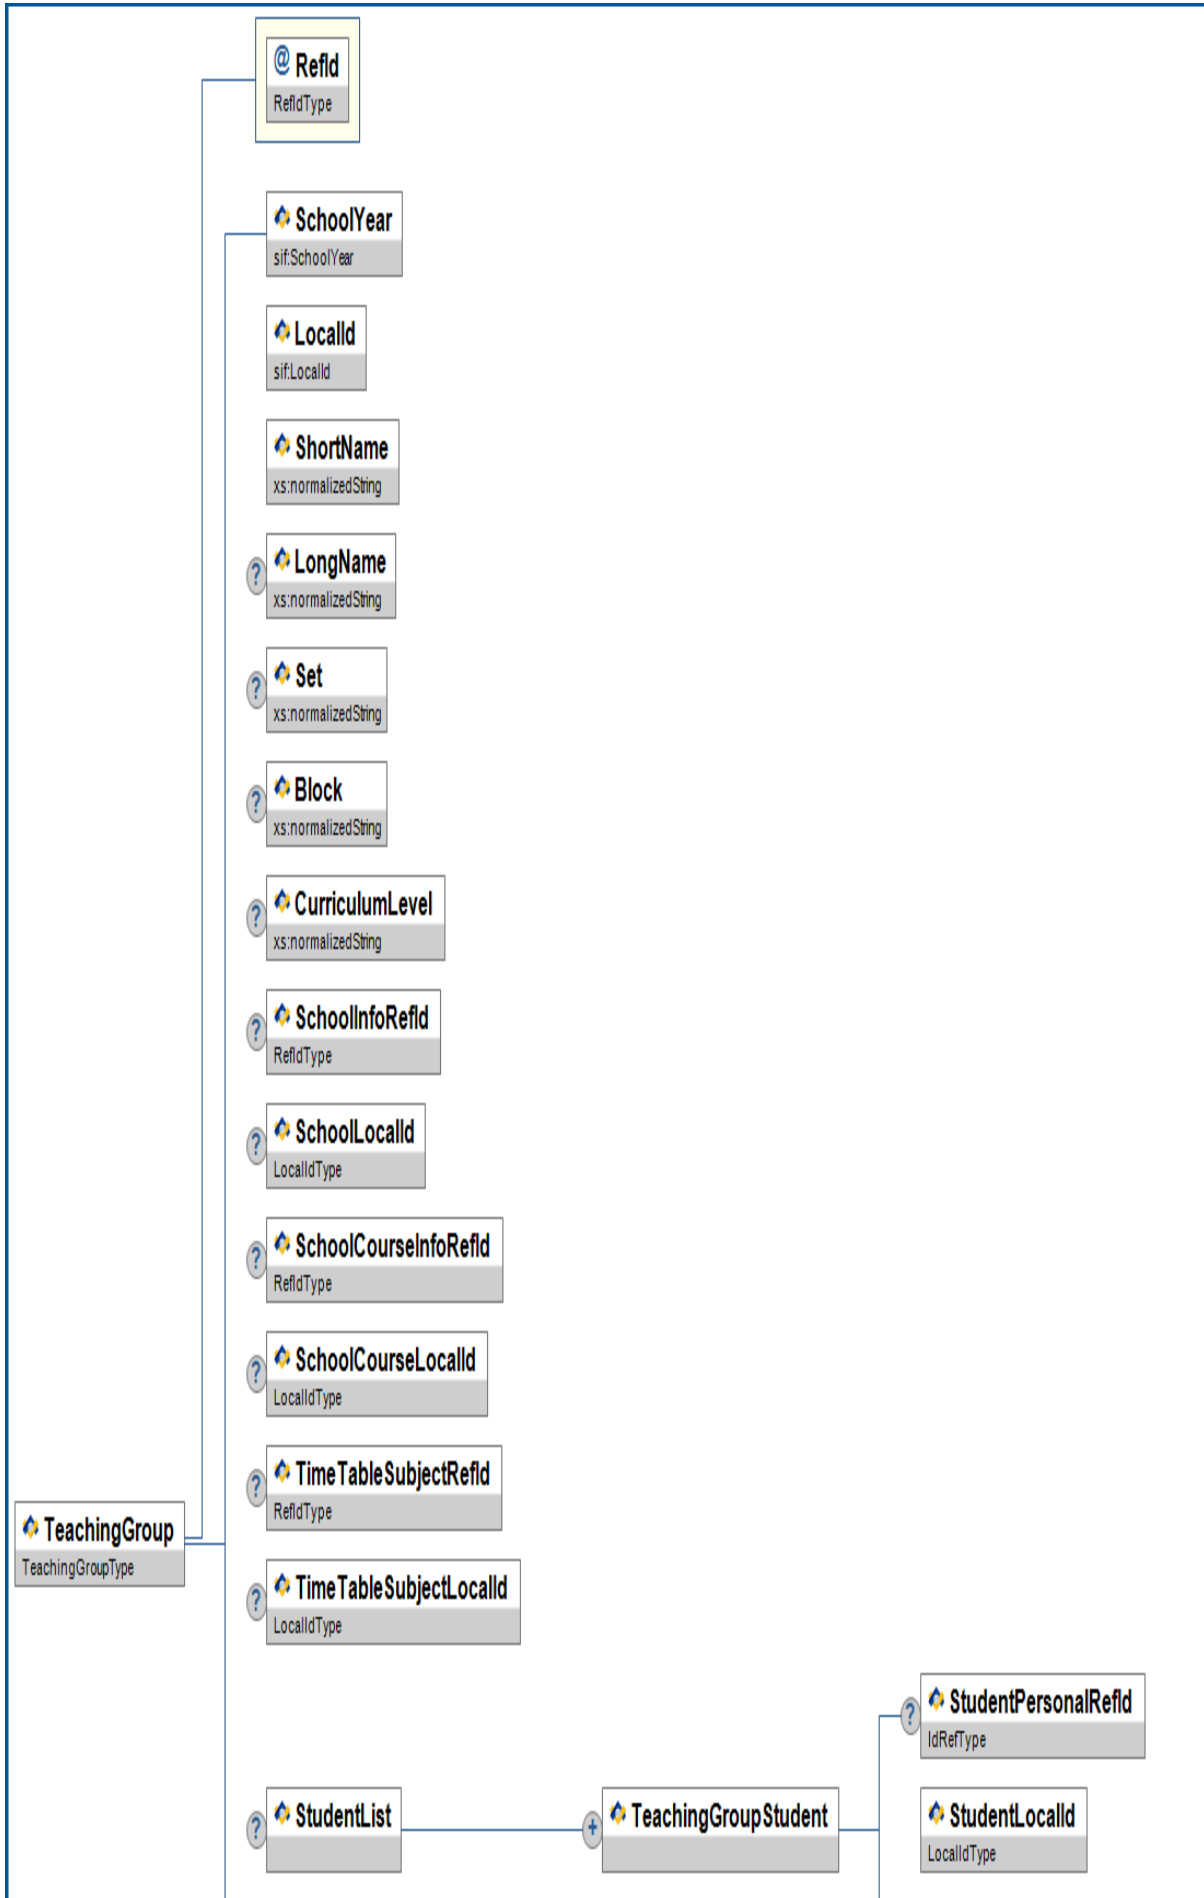 @ RefId
RefIdType
SchoolYear
sif:SchoolYear
LocalId
sif:LocalId
ShortName
xs:normalizedString
? LongName
xs:normalizedString
? Set
xs:normalizedString
? Block
xs:normalizedString
? CurriculumLevel
xs:normalizedString
? SchoolInfoRefId
RefIdType
? SchoolLocalId
LocalIdType
? SchoolCourseInfoRefId
RefIdType
? SchoolCourseLocalId
LocalIdType
? TimeTableSubjectRefId
RefIdType
TeachingGroup
TeachingGroupType
? TimeTableSubjectLocalId
LocalIdType
? StudentPersonalRefId
IdRefType
? StudentList
+ TeachingGroupStudent
StudentLocalId
LocalIdType